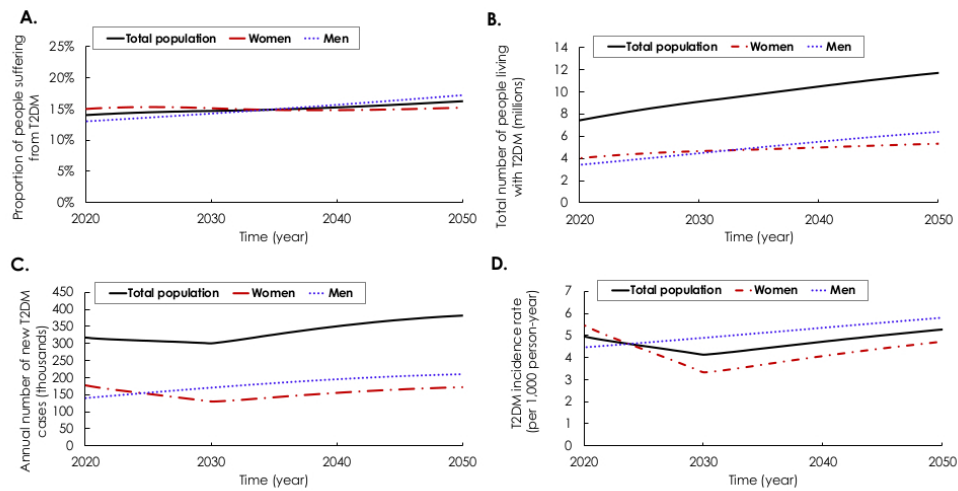 A.
Total population Women Men
Proportion of people suffering
from T2DM
25%
20%
15%
10%
5%
0%
2020 2030 2040 2050
Time (year)
B.
Total population Women Men
Total number of people living
with T2DM (millions)
14
12
10
8
6
4
2
0
2020 2030 2040 2050
Time (year)
C.
Total population Women Men
Annual number of new T2DM
cases (thousands)
450
400
350
300
250
200
150
100
50
0
2020 2030 2040 2050
Time (year)
D.
Total population Women Men
T2DM incidence rate
(per 1,000 person-year)
7
6
5
4
3
2
1
0
2020 2030 2040 2050
Time (year)